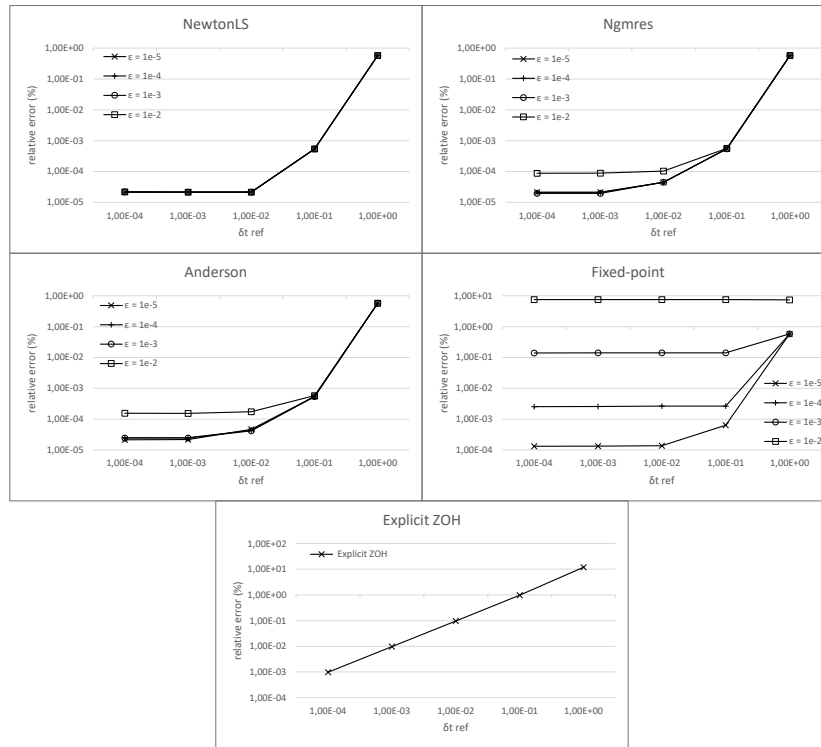 NewtonLS
1,00E+00
1,00E-01
1,00E-02
1,00E-03
1,00E-04
1,00E-05
relative error (%)
ε = 1e-5
ε = 1e-4
ε = 1e-3
ε = 1e-2
1,00E-04 1,00E-03 1,00E-02 1,00E-01 1,00E+00
δt ref
Ngmres
1,00E+00
1,00E-01
1,00E-02
1,00E-03
1,00E-04
1,00E-05
relative error (%)
ε = 1e-5
ε = 1e-4
ε = 1e-3
ε = 1e-2
1,00E-04 1,00E-03 1,00E-02 1,00E-01 1,00E+00
δt ref
Anderson
1,00E+00
1,00E-01
1,00E-02
1,00E-03
1,00E-04
1,00E-05
relative error (%)
ε = 1e-5
ε = 1e-4
ε = 1e-3
ε = 1e-2
1,00E-04 1,00E-03 1,00E-02 1,00E-01 1,00E+00
δt ref
Fixed-point
1,00E+01
1,00E+00
1,00E-01
1,00E-02
1,00E-03
1,00E-04
relative error (%)
ε = 1e-5
ε = 1e-4
ε = 1e-3
ε = 1e-2
1,00E-04 1,00E-03 1,00E-02 1,00E-01 1,00E+00
δt ref
Explicit ZOH
1,00E+02
1,00E+01
1,00E+00
1,00E-01
1,00E-02
1,00E-03
1,00E-04
relative error (%)
Explicit ZOH
1,00E-04 1,00E-03 1,00E-02 1,00E-01 1,00E+00
δt ref